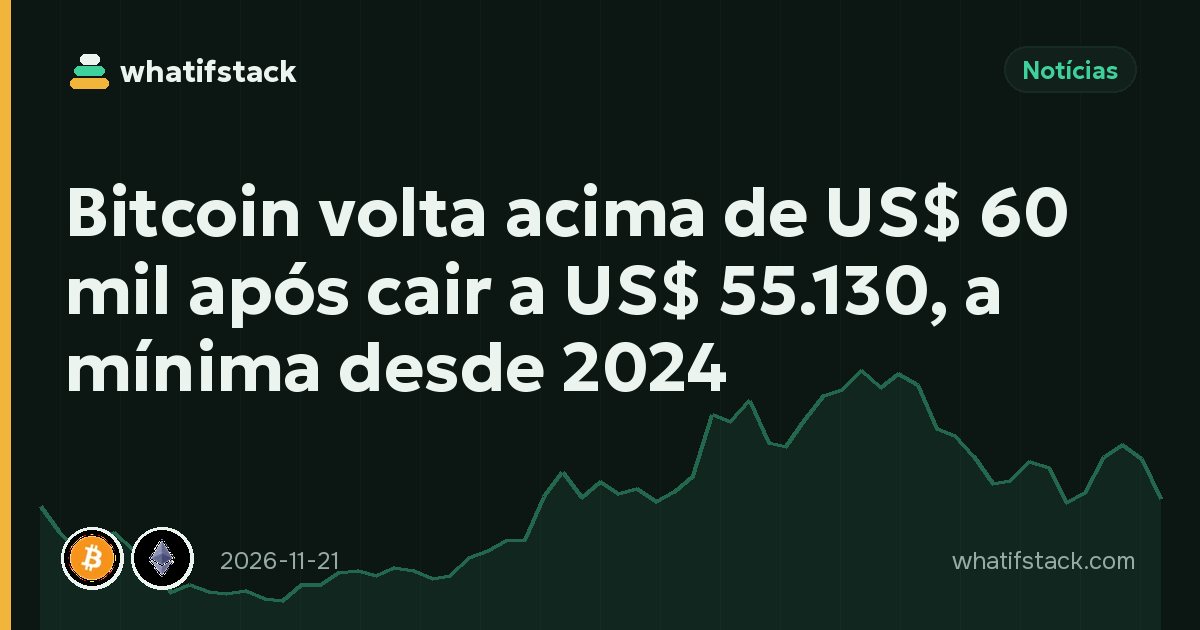 whatifstack
Notícias
Bitcoin volta acima de US$ 60
mil após cair a US$ 55.130, a
mínima desde 2024
2026-11-21
whatifstack.com